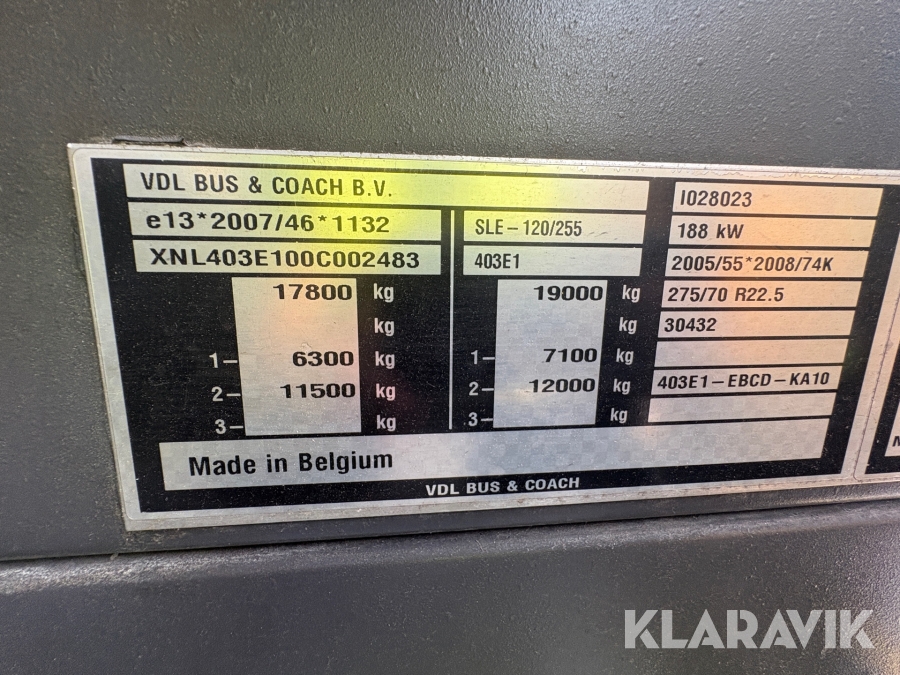 VDL BUS & COACH B.V.
e13*2007/46*1132
XNL403E100C002483
17800 kg
kg
1– 6300 kg
2– 11500 kg
3– kg
SLE–120/255
403E1
19000 kg
kg
1– 7100 kg
2– 12000 kg
3– kg
I028023
188 kW
2005/55*2008/74K
275/70 R22.5
30432
403E1–EBCD–KA10
Made in Belgium
VDL BUS & COACH
KLARAVIK